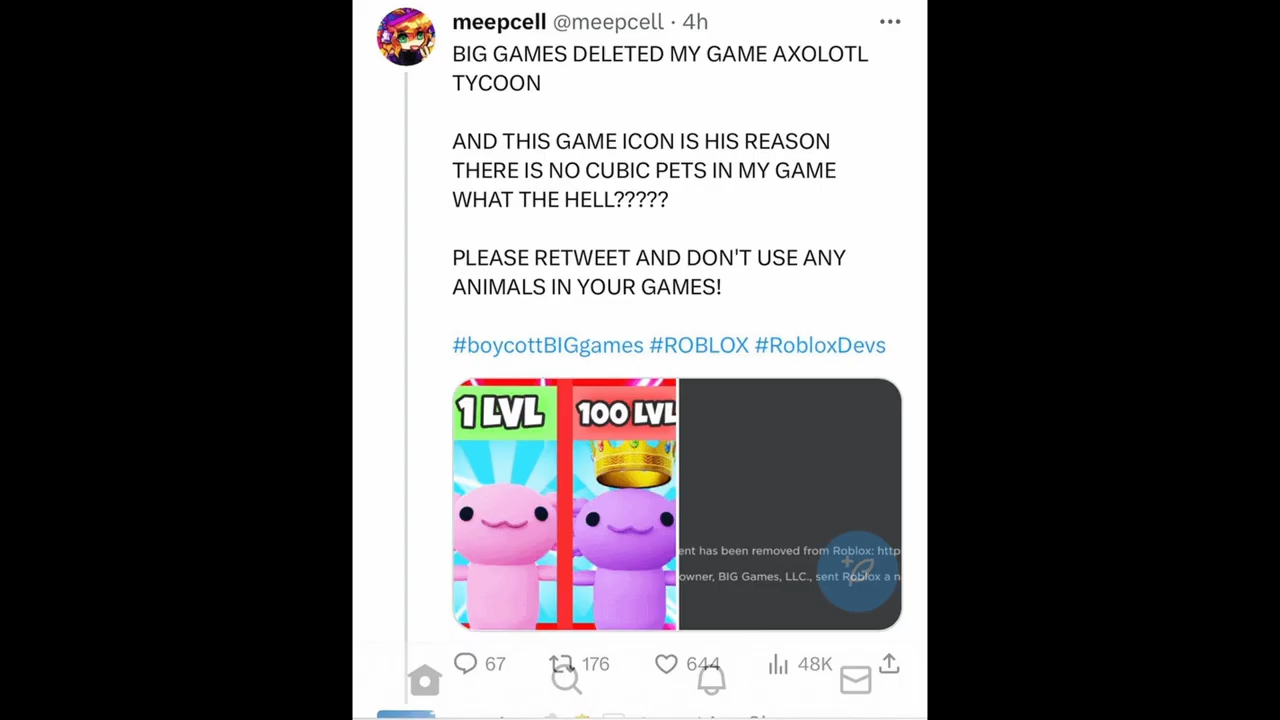 meepcell @meepcell · 4h
BIG GAMES DELETED MY GAME AXOLOTL
TYCOON
AND THIS GAME ICON IS HIS REASON
THERE IS NO CUBIC PETS IN MY GAME
WHAT THE HELL?????
PLEASE RETWEET AND DON'T USE ANY
ANIMALS IN YOUR GAMES!
#boycottBIGgames #ROBLOX #RobloxDevs
1 LVL
100 LVL
ent has been removed from Roblox: http
owner, BIG Games, LLC., sent Roblox a n
67 176 644 48K